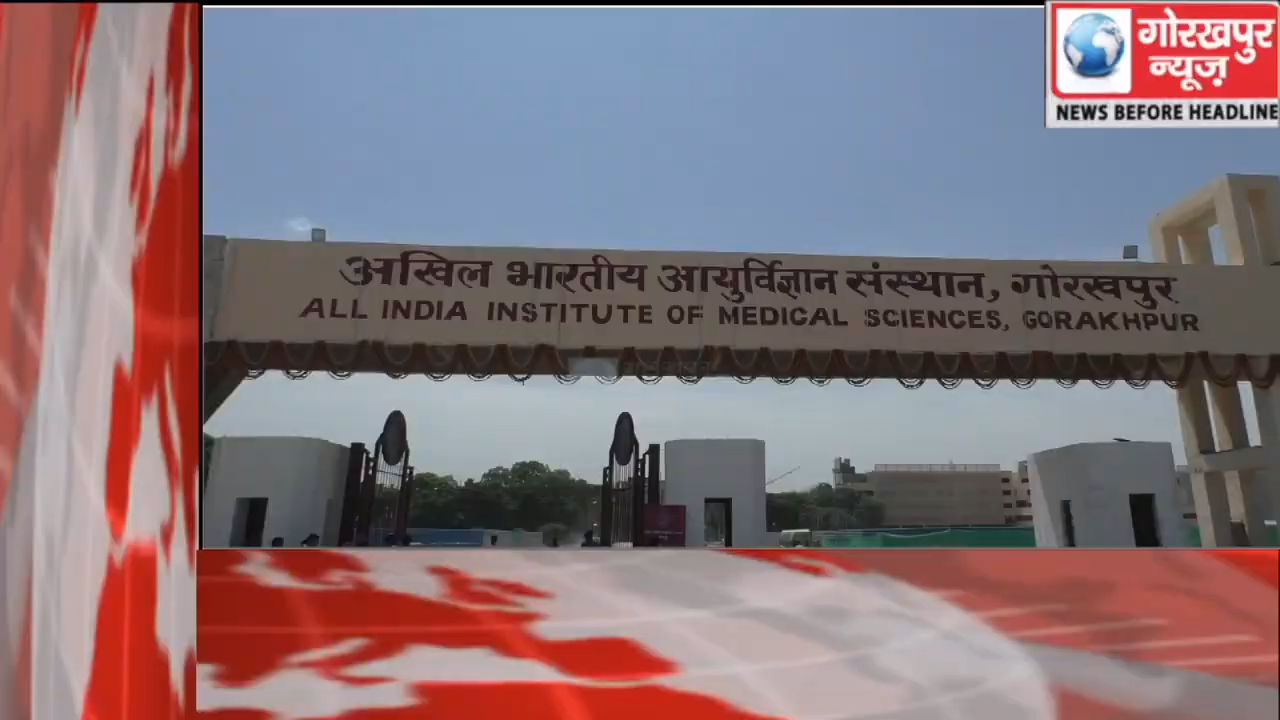 गोरखपुर
न्यूज़
NEWS BEFORE HEADLINE
अखिल भारतीय आयुर्विज्ञान संस्थान, गोरखपुर
ALL INDIA INSTITUTE OF MEDICAL SCIENCES, GORAKHPUR